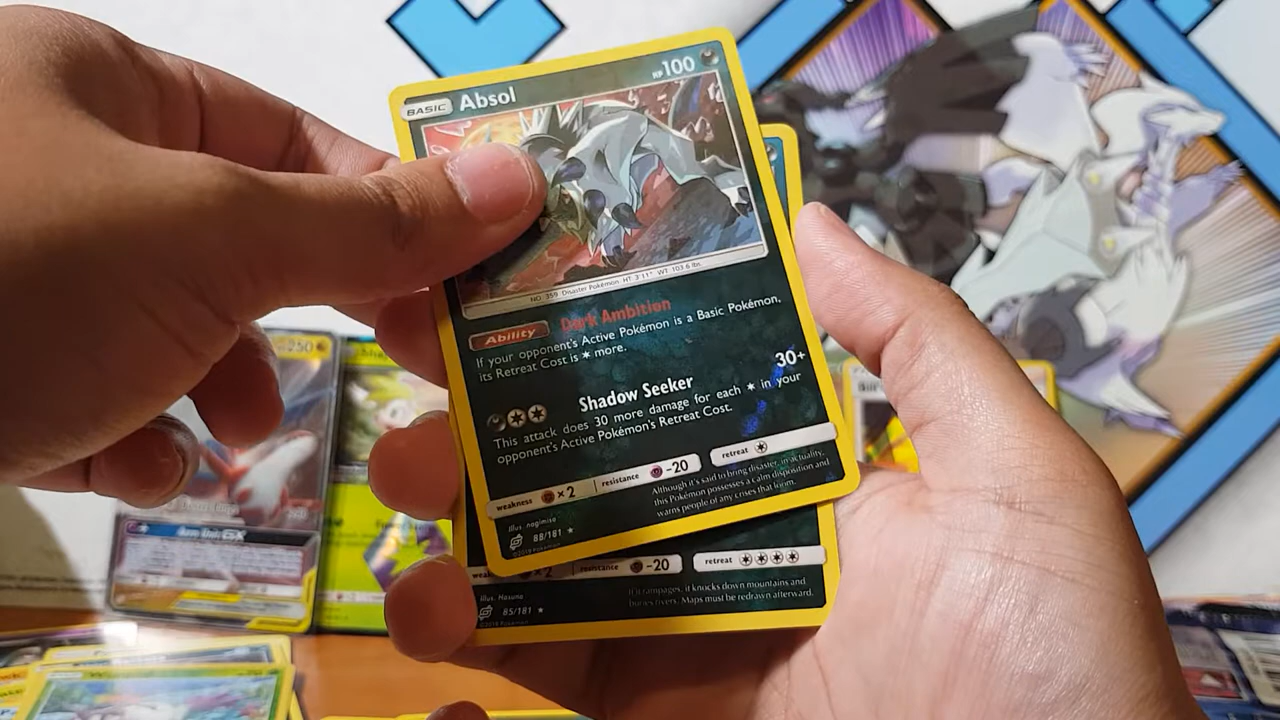 BASIC Absol HP100
NO. 359 Disaster Pokémon HT 3'11" WT 103.6 lbs.
Ability Dark Ambition
If your opponent's Active Pokémon is a Basic Pokémon,
its Retreat Cost is * more.
Shadow Seeker 30+
This attack does 30 more damage for each * in your
opponent's Active Pokémon's Retreat Cost.
weakness ×2 resistance -20 retreat
Although it's said to bring disaster, in actuality,
this Pokémon possesses a calm disposition and
warns people of any crises that loom.
Illus. nagimiso
88/181 ★
©2019 Pokémon
×2 resistance -20 retreat
If it rampages, it knocks down mountains and
buries rivers. Maps must be redrawn afterward.
Illus. Hasuno
85/181 ★
©2019 Pokémon
250